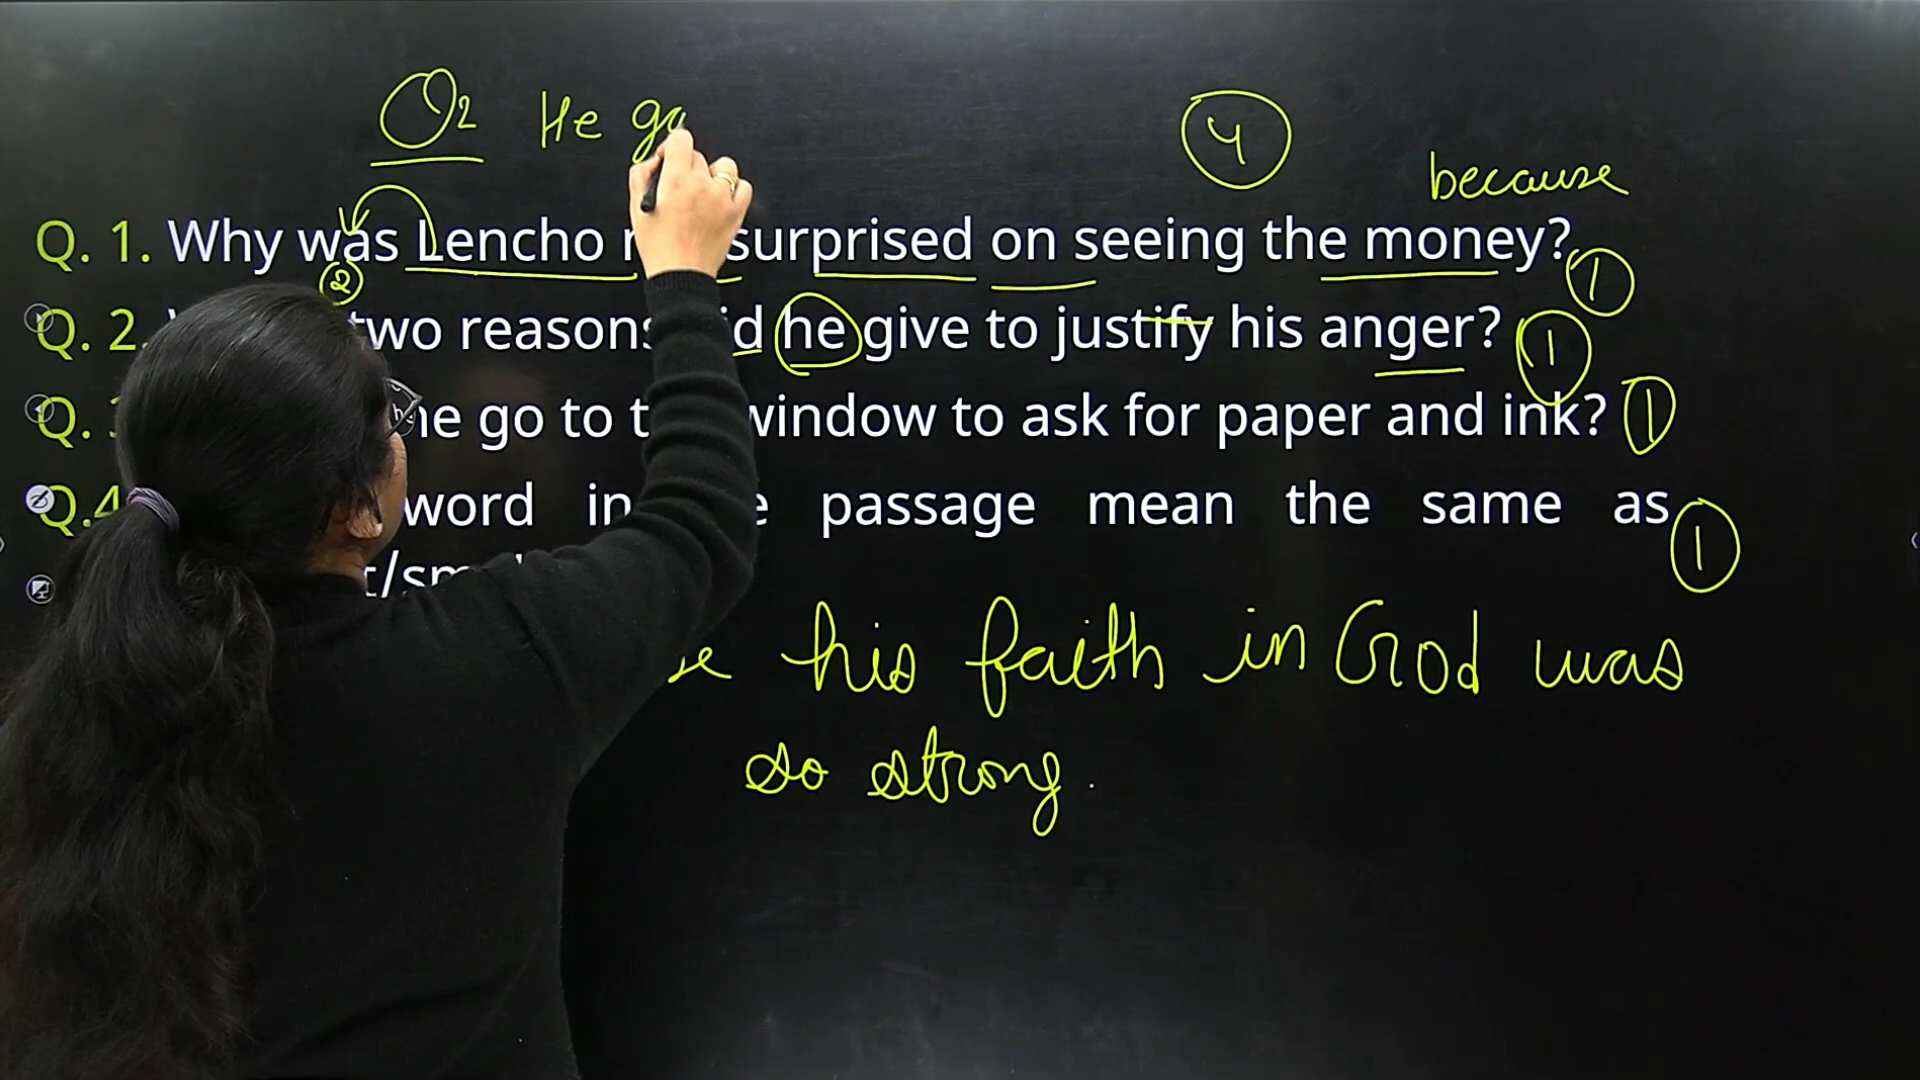 Q2 He go
4
because
Q. 1. Why was Lencho surprised on seeing the money?
2
1
Q. 2. two reasons he give to justify his anger?
1
Q. he go to window to ask for paper and ink?
1
Q.4 word in passage mean the same as
1
his faith in God was
so strong.